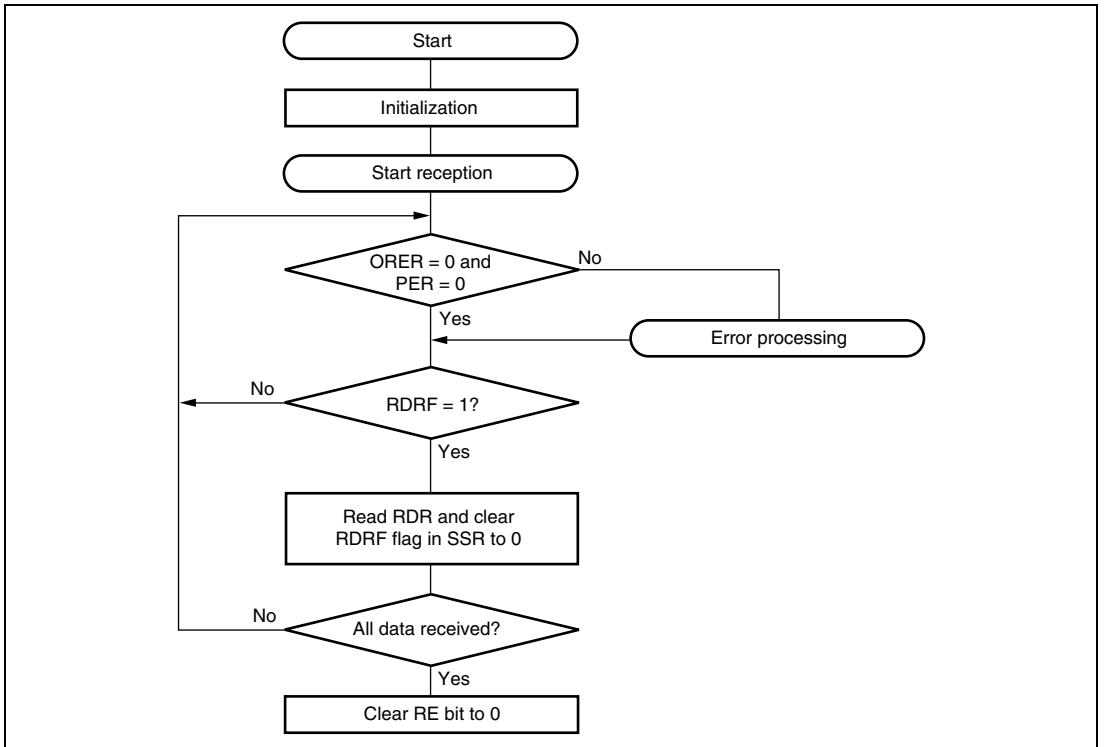 Start
Initialization
Start reception
ORER = 0 and
PER = 0
No
Yes
Error processing
No
RDRF = 1?
Yes
Read RDR and clear
RDRF flag in SSR to 0
No
All data received?
Yes
Clear RE bit to 0